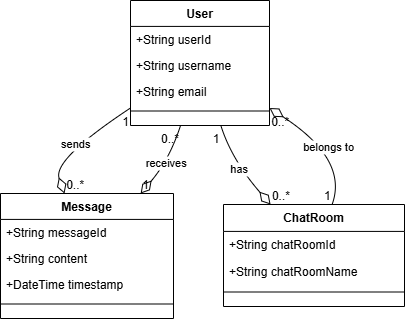 User
+String userId
+String username
+String email
1
0..*
1
0..*
sends
receives
has
belongs to
0..*
1
0..*
1
Message
+String messageId
+String content
+DateTime timestamp
ChatRoom
+String chatRoomId
+String chatRoomName